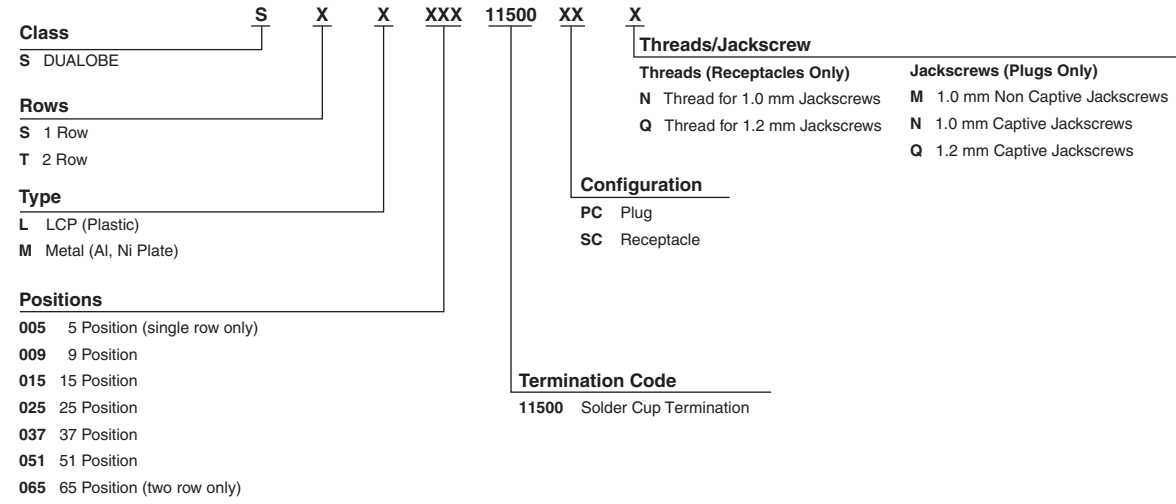 S X X XXX 11500 XX X
Class
S DUALOBE
Rows
S 1 Row
T 2 Row
Type
L LCP (Plastic)
M Metal (Al, Ni Plate)
Positions
005 5 Position (single row only)
009 9 Position
015 15 Position
025 25 Position
037 37 Position
051 51 Position
065 65 Position (two row only)
Termination Code
11500 Solder Cup Termination
Configuration
PC Plug
SC Receptacle
Threads/Jackscrew
Threads (Receptacles Only)
N Thread for 1.0 mm Jackscrews
Q Thread for 1.2 mm Jackscrews
Jackscrews (Plugs Only)
M 1.0 mm Non Captive Jackscrews
N 1.0 mm Captive Jackscrews
Q 1.2 mm Captive Jackscrews